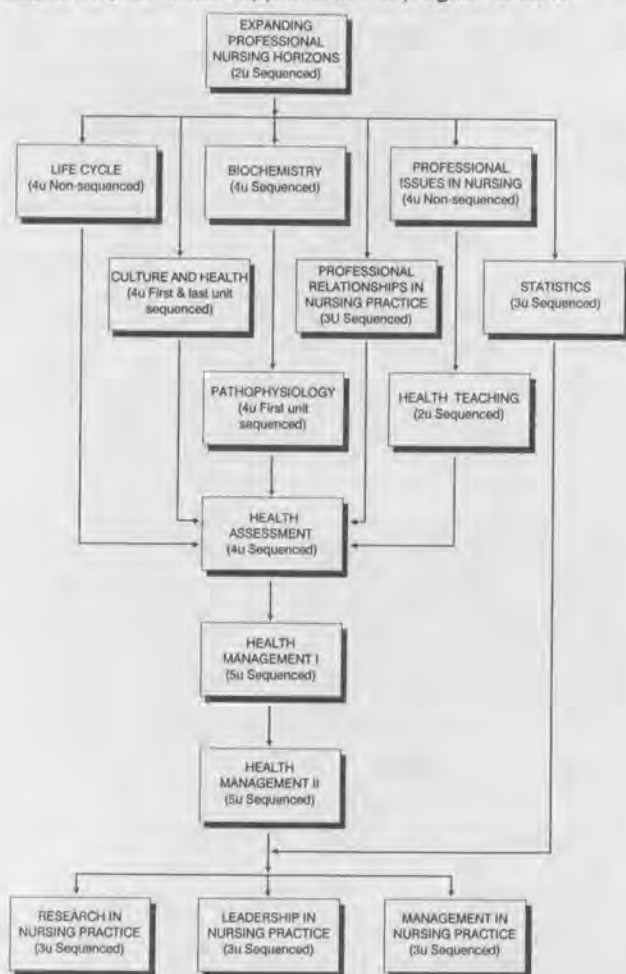 EXPANDING
PROFESSIONAL
NURSING HORIZONS
(2u Sequenced)
LIFE CYCLE
(4u Non-sequenced)
BIOCHEMISTRY
(4u Sequenced)
PROFESSIONAL
ISSUES IN NURSING
(4u Non-sequenced)
CULTURE AND HEALTH
(4u First & last unit
sequenced)
PROFESSIONAL
RELATIONSHIPS IN
NURSING PRACTICE
(3U Sequenced)
STATISTICS
(3u Sequenced)
PATHOPHYSIOLOGY
(4u First unit
sequenced)
HEALTH TEACHING
(2u Sequenced)
HEALTH
ASSESSMENT
(4u Sequenced)
HEALTH
MANAGEMENT I
(5u Sequenced)
HEALTH
MANAGEMENT II
(5u Sequenced)
RESEARCH IN
NURSING PRACTICE
(3u Sequenced)
LEADERSHIP IN
NURSING PRACTICE
(3u Sequenced)
MANAGEMENT IN
NURSING PRACTICE
(3u Sequenced)